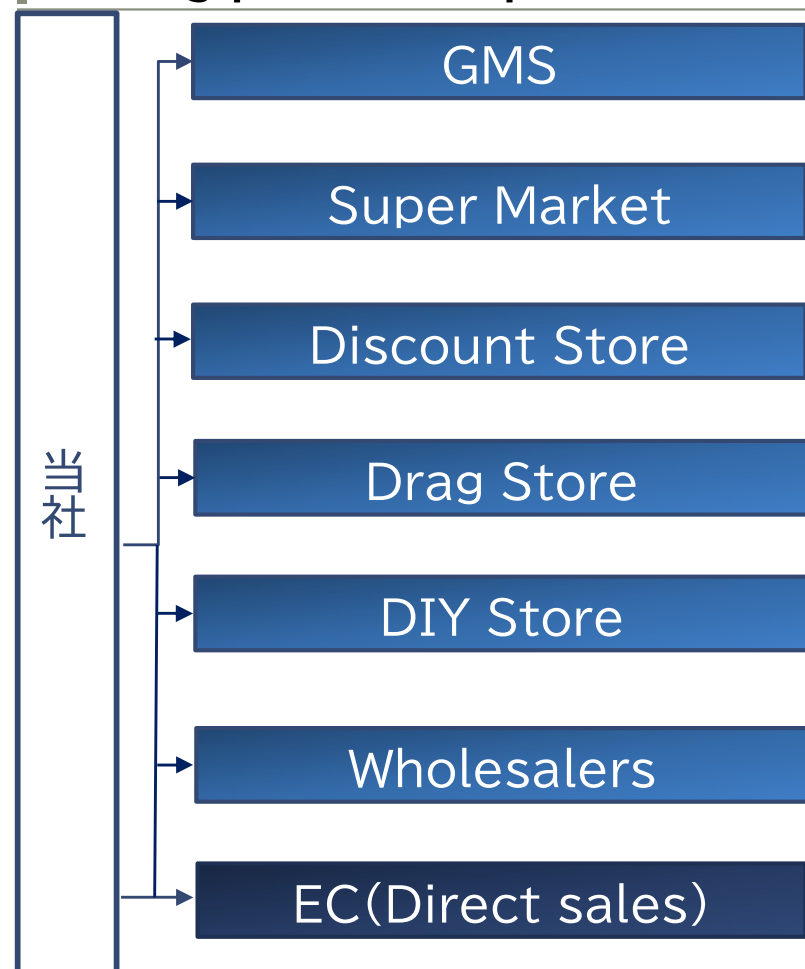 当社
GMS
Super Market
Discount Store
Drag Store
DIY Store
Wholesalers
EC(Direct sales)